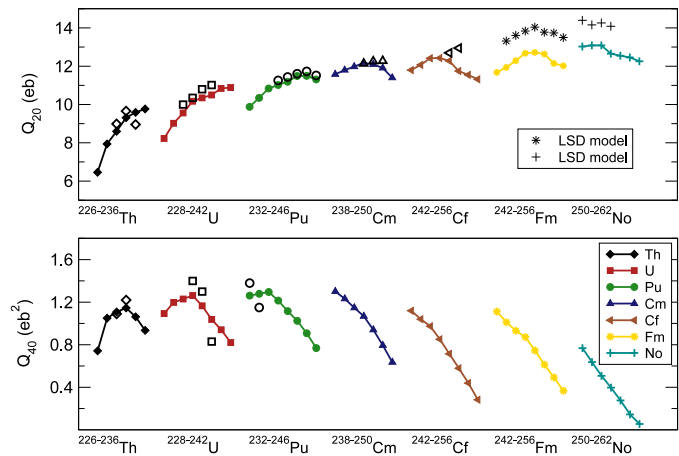 14
12
10
8
6
Q20 (eb)
LSD model
LSD model
226-236Th
228-242U
232-246Pu
238-250Cm
242-256Cf
242-256Fm
250-262No
1.6
1.2
0.8
0.4
Q40 (eb2)
Th
U
Pu
Cm
Cf
Fm
No
226-236Th
228-242U
232-246Pu
238-250Cm
242-256Cf
242-256Fm
250-262No